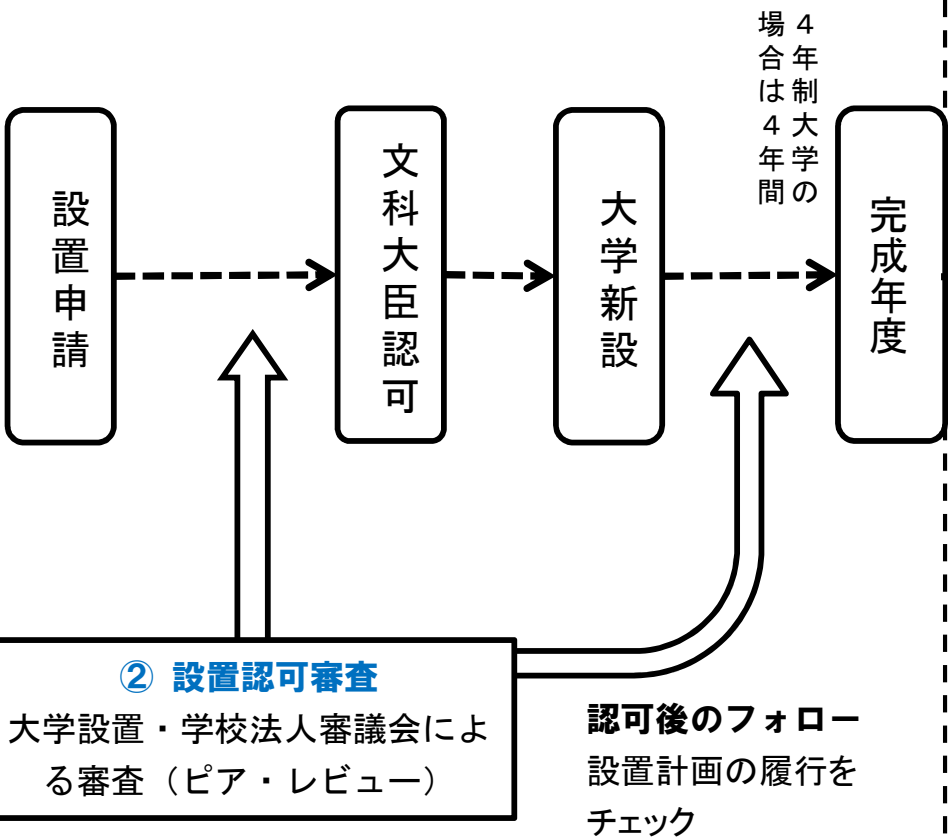 ４年制大学の
場合は４年間
設置申請
文科大臣認可
大学新設
完成年度
② 設置認可審査
大学設置・学校法人審議会によ
る審査（ピア・レビュー）
認可後のフォロー
設置計画の履行を
チェック